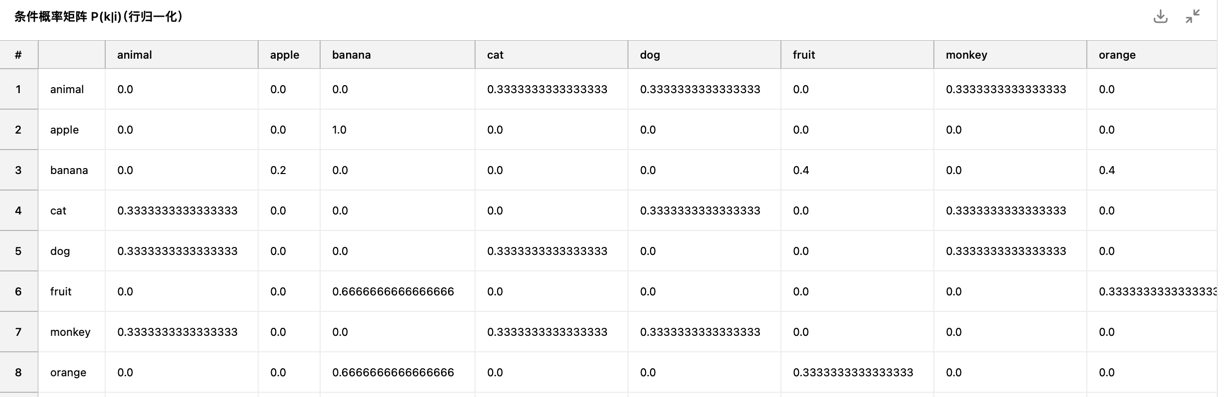 条件概率矩阵 P(k|i)（行归一化）
# animal apple banana cat dog fruit monkey orange
1 animal 0.0 0.0 0.0 0.3333333333333333 0.3333333333333333 0.0 0.3333333333333333 0.0
2 apple 0.0 0.0 1.0 0.0 0.0 0.0 0.0 0.0
3 banana 0.0 0.2 0.0 0.0 0.0 0.4 0.0 0.4
4 cat 0.3333333333333333 0.0 0.0 0.0 0.3333333333333333 0.0 0.3333333333333333 0.0
5 dog 0.3333333333333333 0.0 0.0 0.3333333333333333 0.0 0.0 0.3333333333333333 0.0
6 fruit 0.0 0.0 0.6666666666666666 0.0 0.0 0.0 0.0 0.3333333333333333
7 monkey 0.3333333333333333 0.0 0.0 0.3333333333333333 0.3333333333333333 0.0 0.0 0.0
8 orange 0.0 0.0 0.6666666666666666 0.0 0.0 0.3333333333333333 0.0 0.0